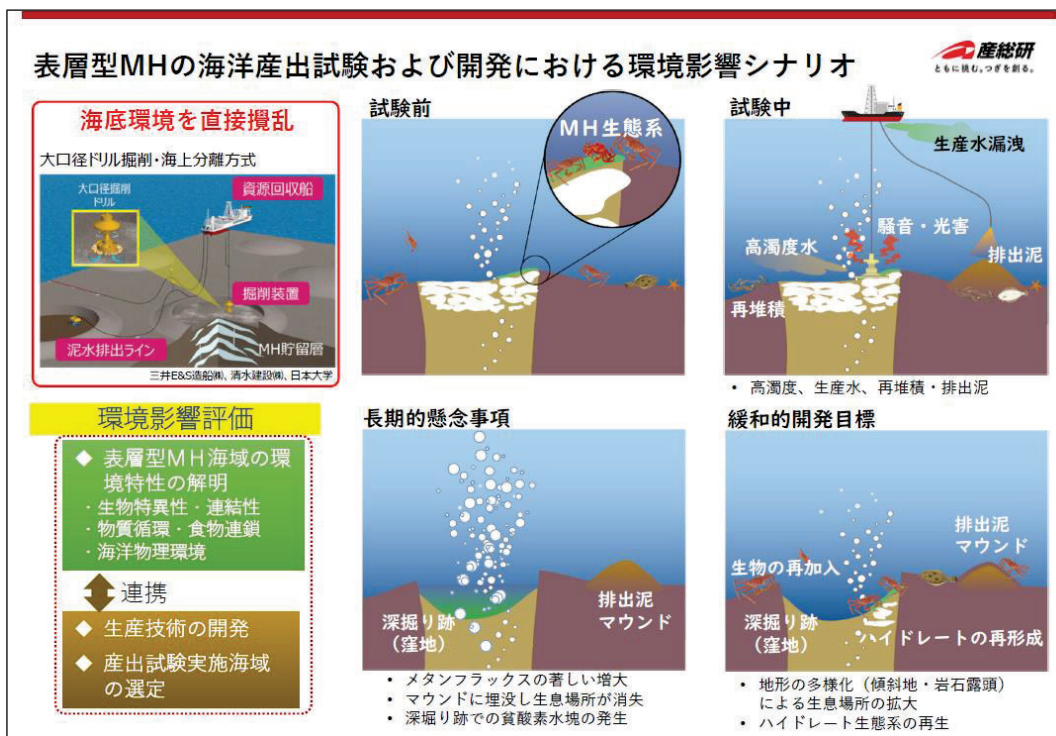 表層型MHの海洋産出試験および開発における環境影響シナリオ
産総研
ともに挑む。つぎを創る。
海底環境を直接攪乱
大口径ドリル掘削・海上分離方式
大口径掘削
ドリル
資源回収船
掘削装置
泥水排出ライン
MH貯留層
三井E&S造船㈱、清水建設㈱、日本大学
試験前
MH生態系
試験中
生産水漏洩
騒音・光害
高濁度水
排出泥
再堆積
• 高濁度、生産水、再堆積・排出泥
環境影響評価
◆ 表層型MH海域の環
境特性の解明
・生物特異性・連結性
・物質循環・食物連鎖
・海洋物理環境
連携
◆ 生産技術の開発
◆ 産出試験実施海域
の選定
長期的懸念事項
深掘り跡
(窪地)
排出泥
マウンド
• メタンフラックスの著しい増大
• マウンドに埋没し生息場所が消失
• 深堀り跡での貧酸素水塊の発生
緩和的開発目標
排出泥
マウンド
生物の再加入
深掘り跡
(窪地)
ハイドレートの再形成
• 地形の多様化(傾斜地・岩石露頭)
による生息場所の拡大
• ハイドレート生態系の再生